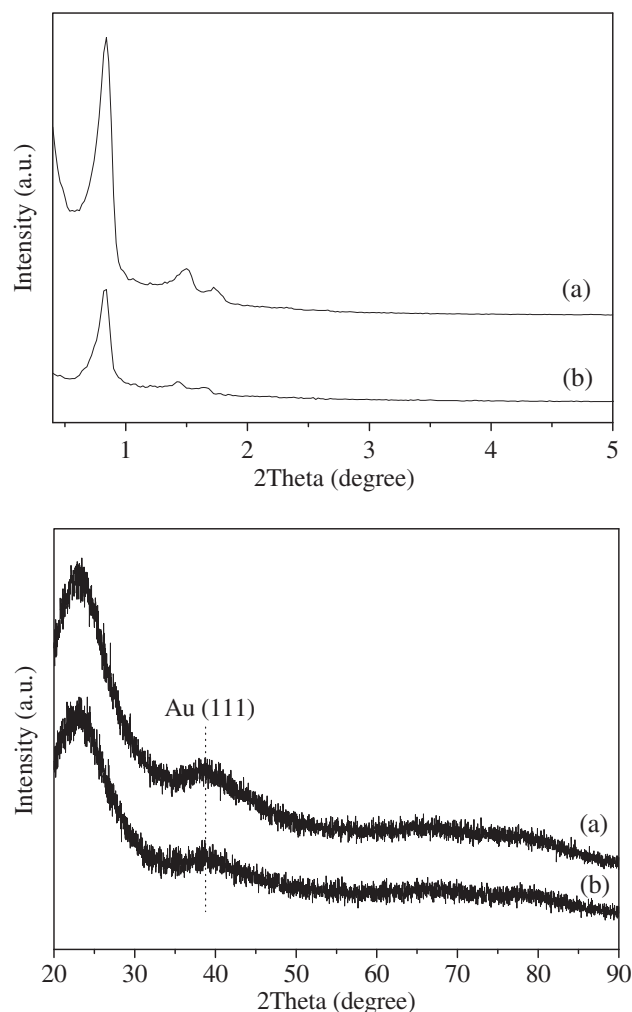 Intensity (a.u.)
(a)
(b)
1 2 3 4 5
2Theta (degree)
Intensity (a.u.)
Au (111)
(a)
(b)
20 30 40 50 60 70 80 90
2Theta (degree)